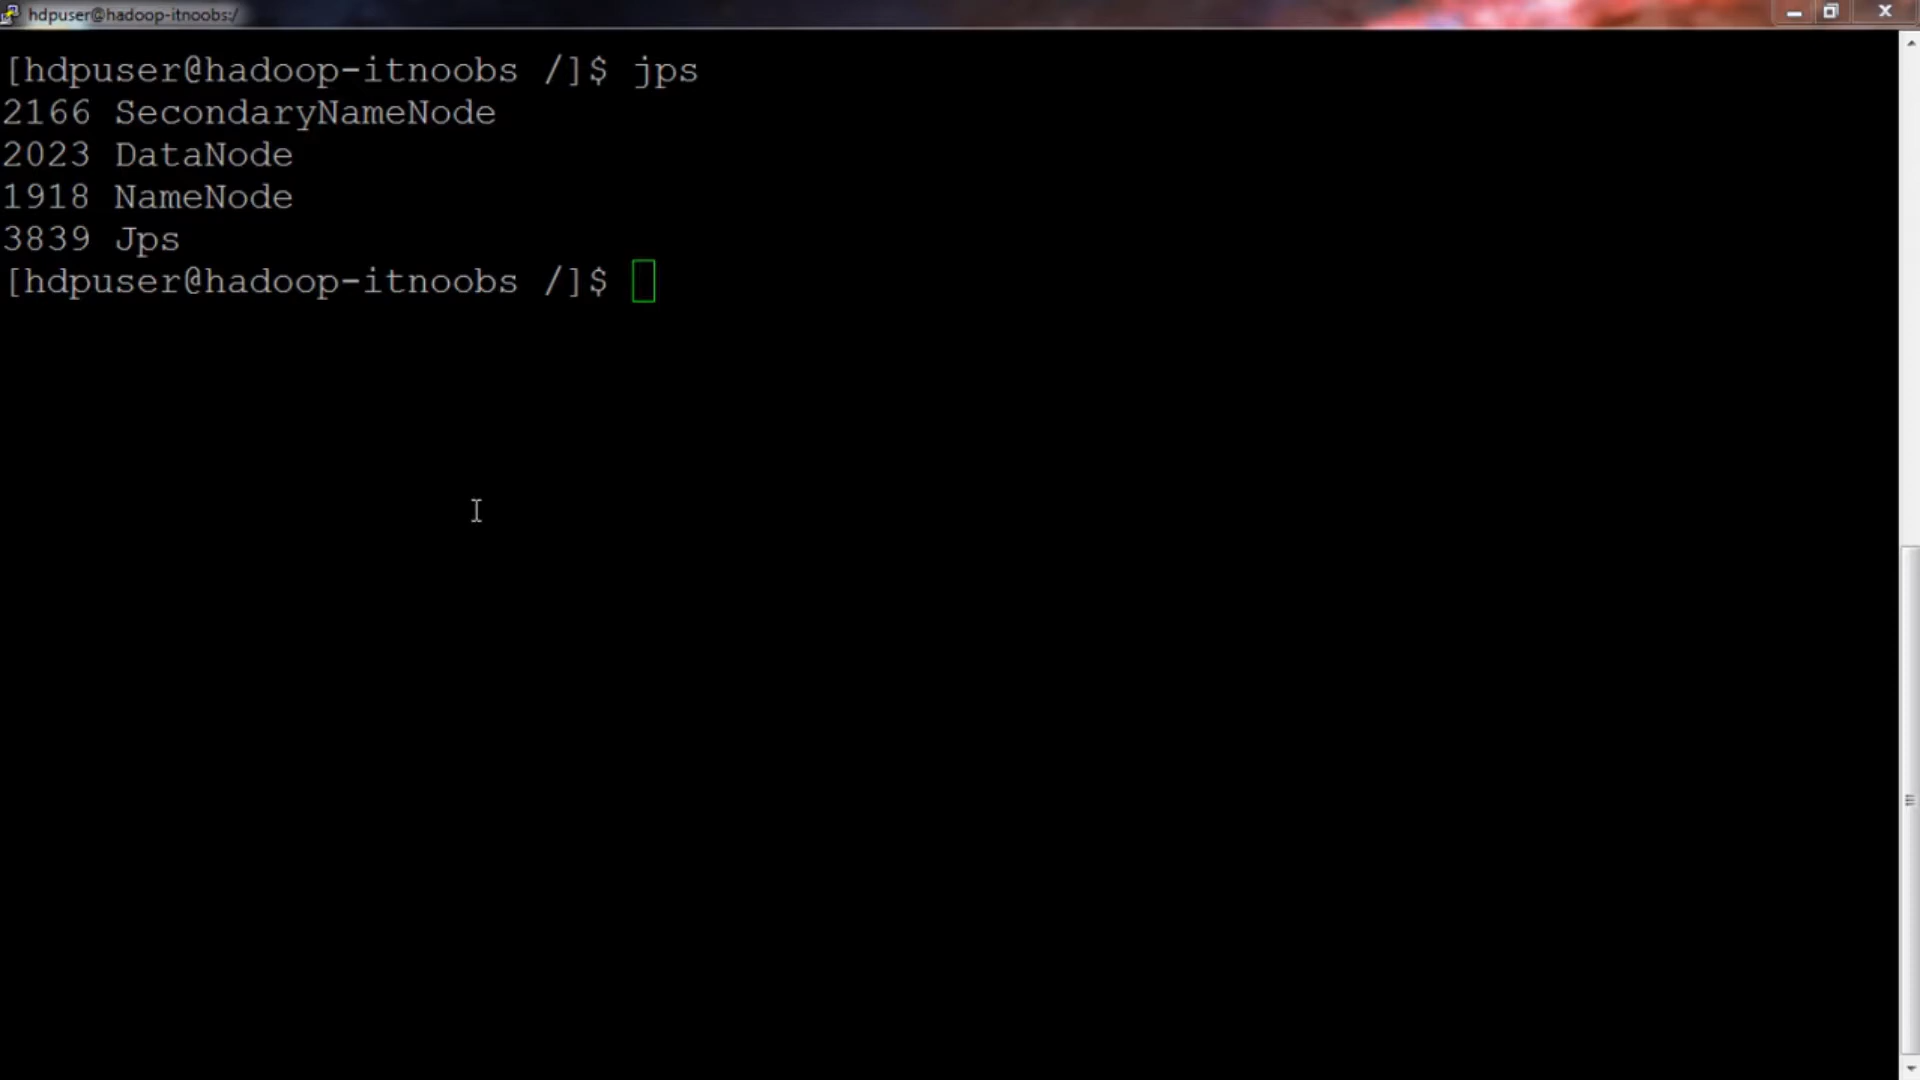 hdpuser@hadoop-itnoobs:/
[hdpuser@hadoop-itnoobs /]$ jps
2166 SecondaryNameNode
2023 DataNode
1918 NameNode
3839 Jps
[hdpuser@hadoop-itnoobs /]$